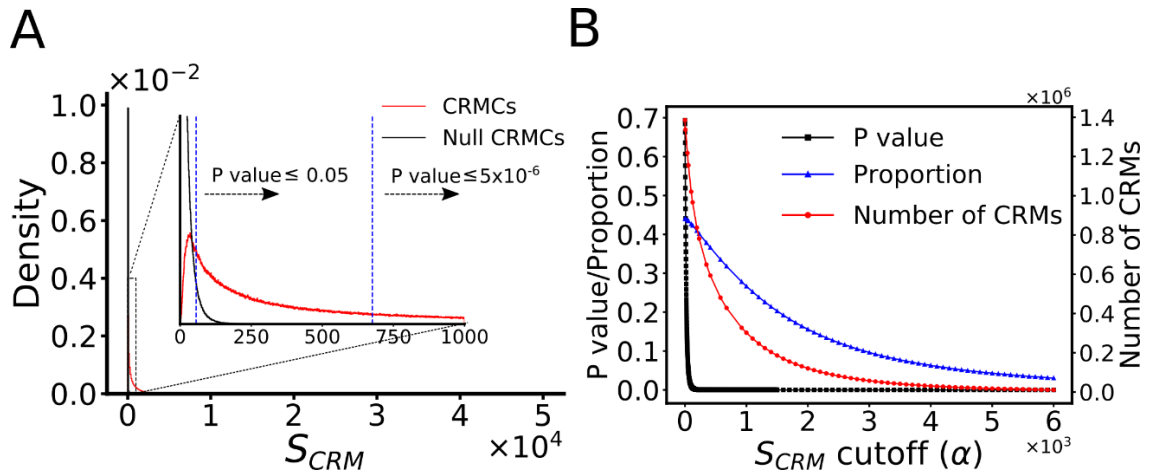 A
×10⁻²
1.0
0.8
0.6
0.4
0.2
0.0
Density
CRMCs
Null CRMCs
P value≤ 0.05
P value≤5x10⁻⁶
0 250 500 750 1000
0 1 2 3 4 5
S_CRM
×10⁴
B
×10⁶
0.7
0.6
0.5
0.4
0.3
0.2
0.1
0.0
P value/Proportion
P value
Proportion
Number of CRMs
1.4
1.2
1.0
0.8
0.6
0.4
0.2
0.0
Number of CRMs
0 1 2 3 4 5 6
S_CRM cutoff (α)
×10³